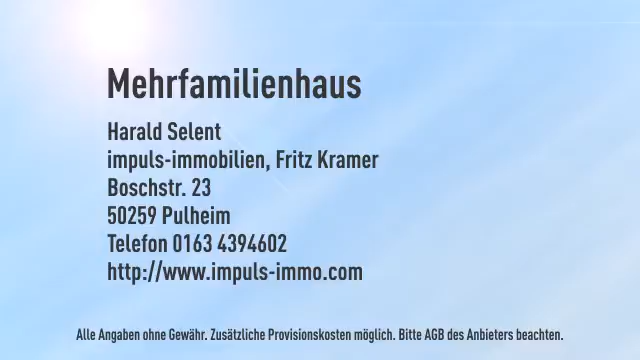 Mehrfamilienhaus
Harald Selent
impuls-immobilien, Fritz Kramer
Boschstr. 23
50259 Pulheim
Telefon 0163 4394602
http://www.impuls-immo.com
Alle Angaben ohne Gewähr. Zusätzliche Provisionskosten möglich. Bitte AGB des Anbieters beachten.